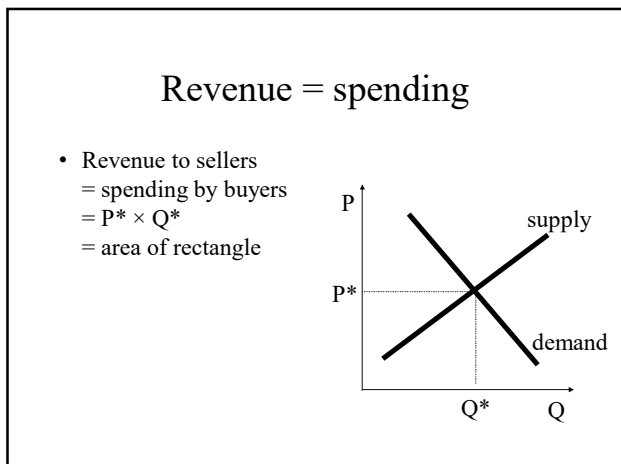 Revenue = spending
• Revenue to sellers
= spending by buyers
= P* × Q*
= area of rectangle
P
supply
P*
demand
Q*
Q